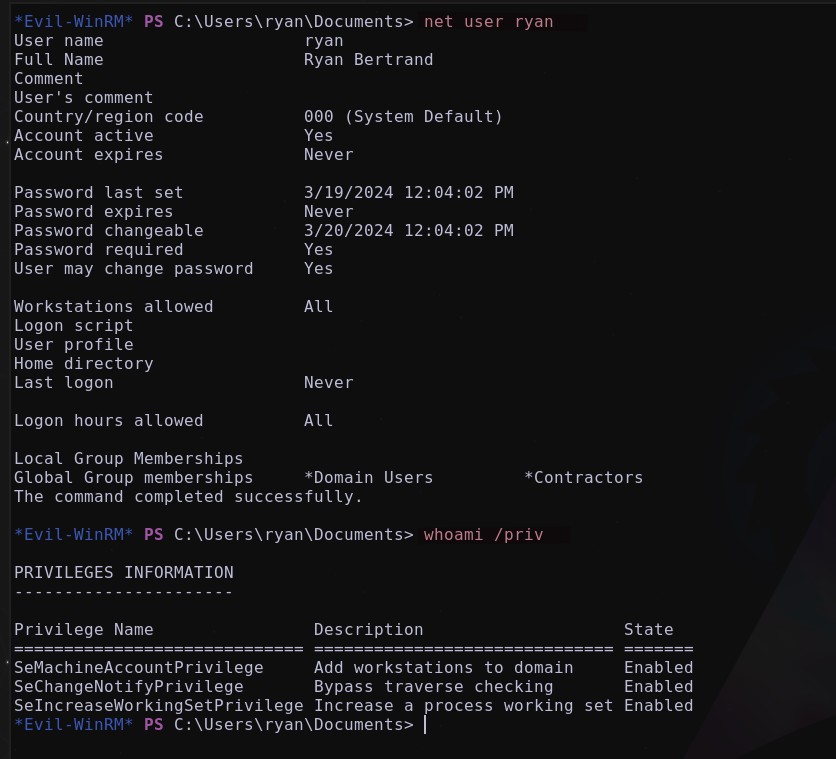 *Evil-WinRM* PS C:\Users\ryan\Documents> net user ryan
User name                    ryan
Full Name                    Ryan Bertrand
Comment
User's comment
Country/region code          000 (System Default)
Account active               Yes
Account expires              Never
Password last set            3/19/2024 12:04:02 PM
Password expires             Never
Password changeable          3/20/2024 12:04:02 PM
Password required            Yes
User may change password     Yes
Workstations allowed         All
Logon script
User profile
Home directory
Last logon                   Never
Logon hours allowed          All
Local Group Memberships
Global Group memberships     *Domain Users         *Contractors
The command completed successfully.
*Evil-WinRM* PS C:\Users\ryan\Documents> whoami /priv
PRIVILEGES INFORMATION
----------------------
Privilege Name                Description                    State
============================= ============================== =======
SeMachineAccountPrivilege     Add workstations to domain     Enabled
SeChangeNotifyPrivilege       Bypass traverse checking       Enabled
SeIncreaseWorkingSetPrivilege Increase a process working set Enabled
*Evil-WinRM* PS C:\Users\ryan\Documents>